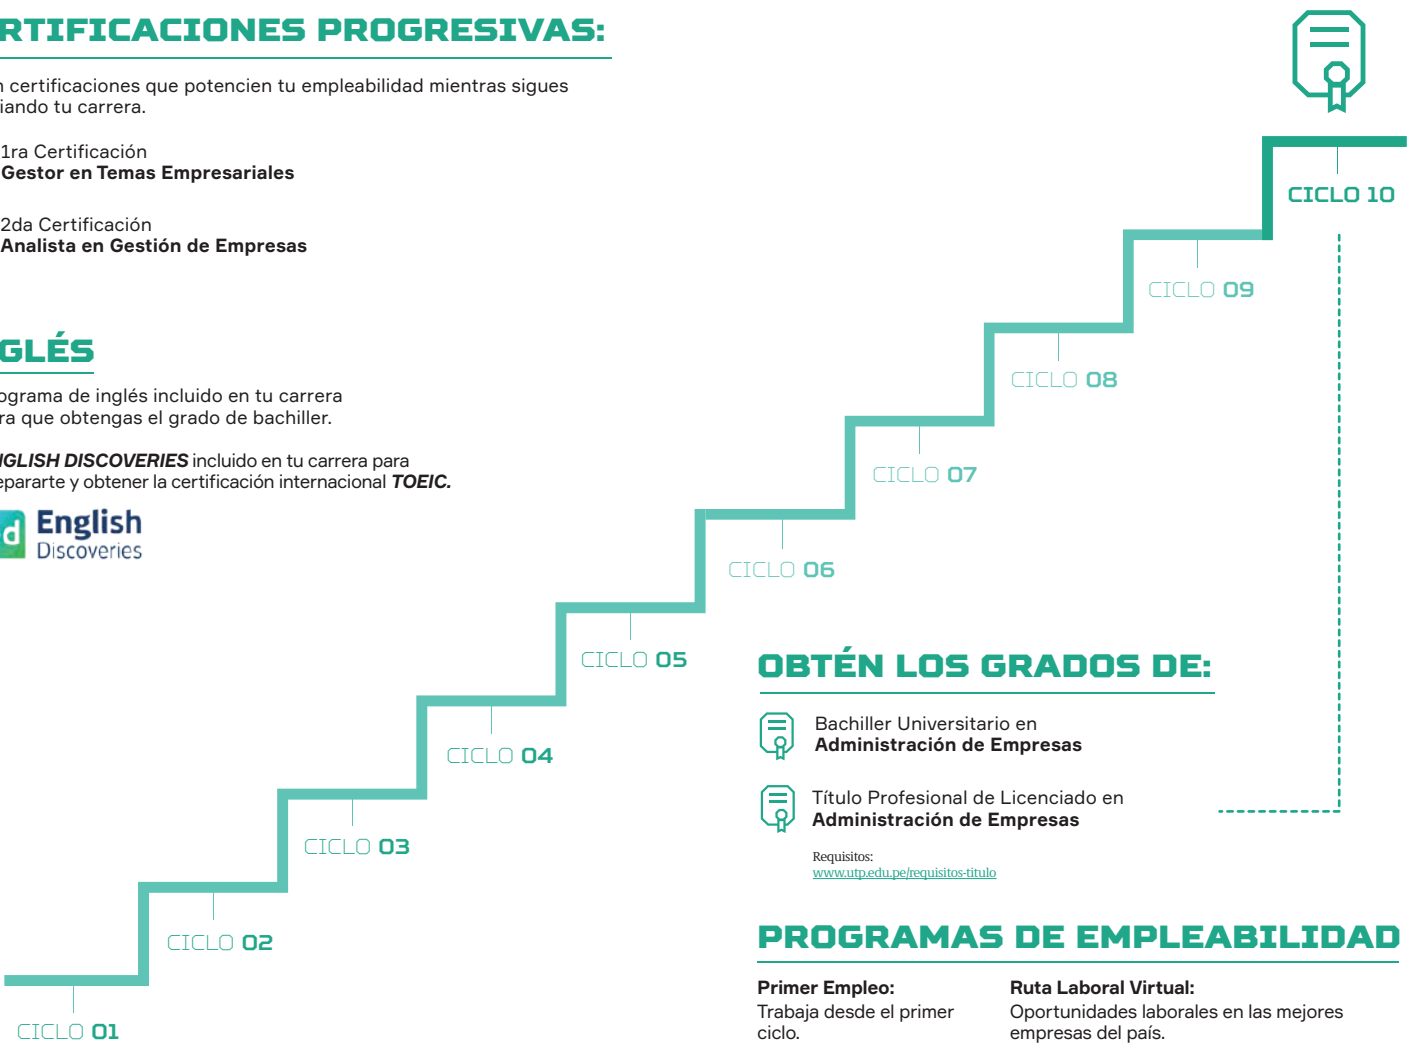 RTIFICACIONES PROGRESIVAS:
n certificaciones que potencien tu empleabilidad mientras sigues
iando tu carrera.
1ra Certificación
Gestor en Temas Empresariales
2da Certificación
Analista en Gestión de Empresas
GLÉS
ograma de inglés incluido en tu carrera
ra que obtengas el grado de bachiller.
NGLISH DISCOVERIES incluido en tu carrera para
epararte y obtener la certificación internacional TOEIC.
ed English
Discoveries
CICLO 10
CICLO 09
CICLO 08
CICLO 07
CICLO 06
CICLO 05
CICLO 04
CICLO 03
CICLO 02
CICLO 01
OBTÉN LOS GRADOS DE:
Bachiller Universitario en
Administración de Empresas
Título Profesional de Licenciado en
Administración de Empresas
Requisitos:
www.utp.edu.pe/requisitos-titulo
PROGRAMAS DE EMPLEABILIDAD
Primer Empleo:
Trabaja desde el primer
ciclo.
Ruta Laboral Virtual:
Oportunidades laborales en las mejores
empresas del país.